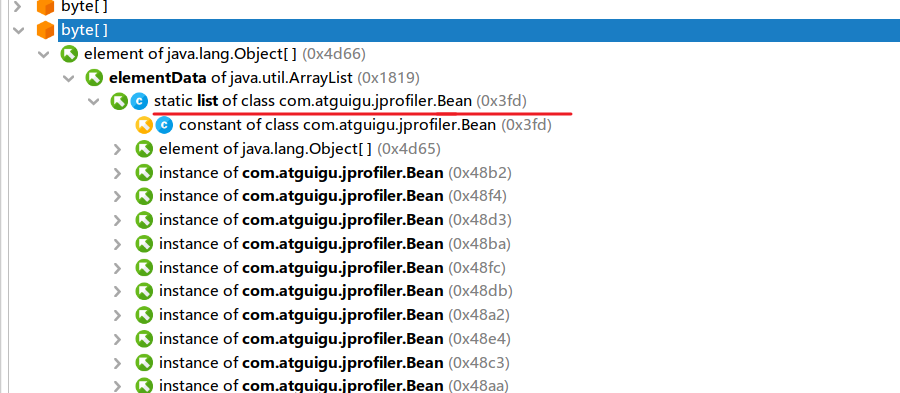 byte[ ]
byte[ ]
element of java.lang.Object[ ] (0x4d66)
elementData of java.util.ArrayList (0x1819)
static list of class com.atguigu.jprofiler.Bean (0x3fd)
constant of class com.atguigu.jprofiler.Bean (0x3fd)
element of java.lang.Object[ ] (0x4d65)
instance of com.atguigu.jprofiler.Bean (0x48b2)
instance of com.atguigu.jprofiler.Bean (0x48f4)
instance of com.atguigu.jprofiler.Bean (0x48d3)
instance of com.atguigu.jprofiler.Bean (0x48ba)
instance of com.atguigu.jprofiler.Bean (0x48fc)
instance of com.atguigu.jprofiler.Bean (0x48db)
instance of com.atguigu.jprofiler.Bean (0x48a2)
instance of com.atguigu.jprofiler.Bean (0x48e4)
instance of com.atguigu.jprofiler.Bean (0x48c3)
instance of com.atguigu.jprofiler.Bean (0x48aa)